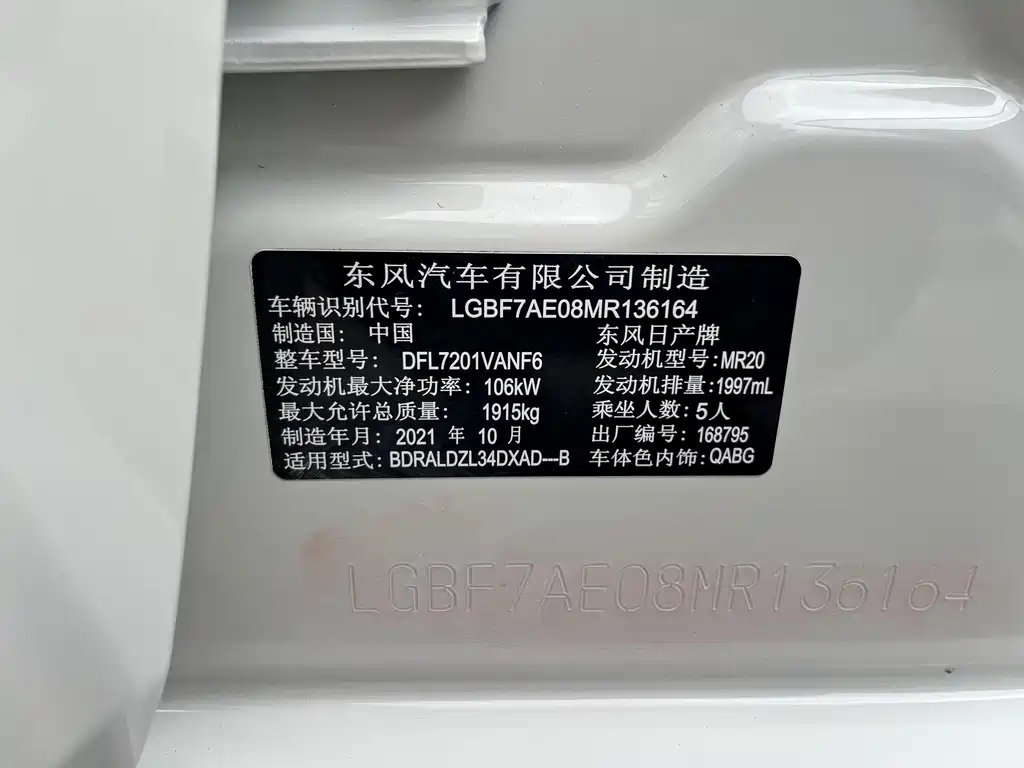 东风汽车有限公司制造
车辆识别代号: LGBF7AE08MR136164
制造国: 中国 东风日产牌
整车型号: DFL7201VANF6 发动机型号:MR20
发动机最大净功率: 106kW 发动机排量:1997mL
最大允许总质量: 1915kg 乘坐人数:5人
制造年月: 2021 年 10 月 出厂编号: 168795
适用型式: BDRALDZL34DXAD---B 车体色内饰:QABG
LGBF7AE08MR136164